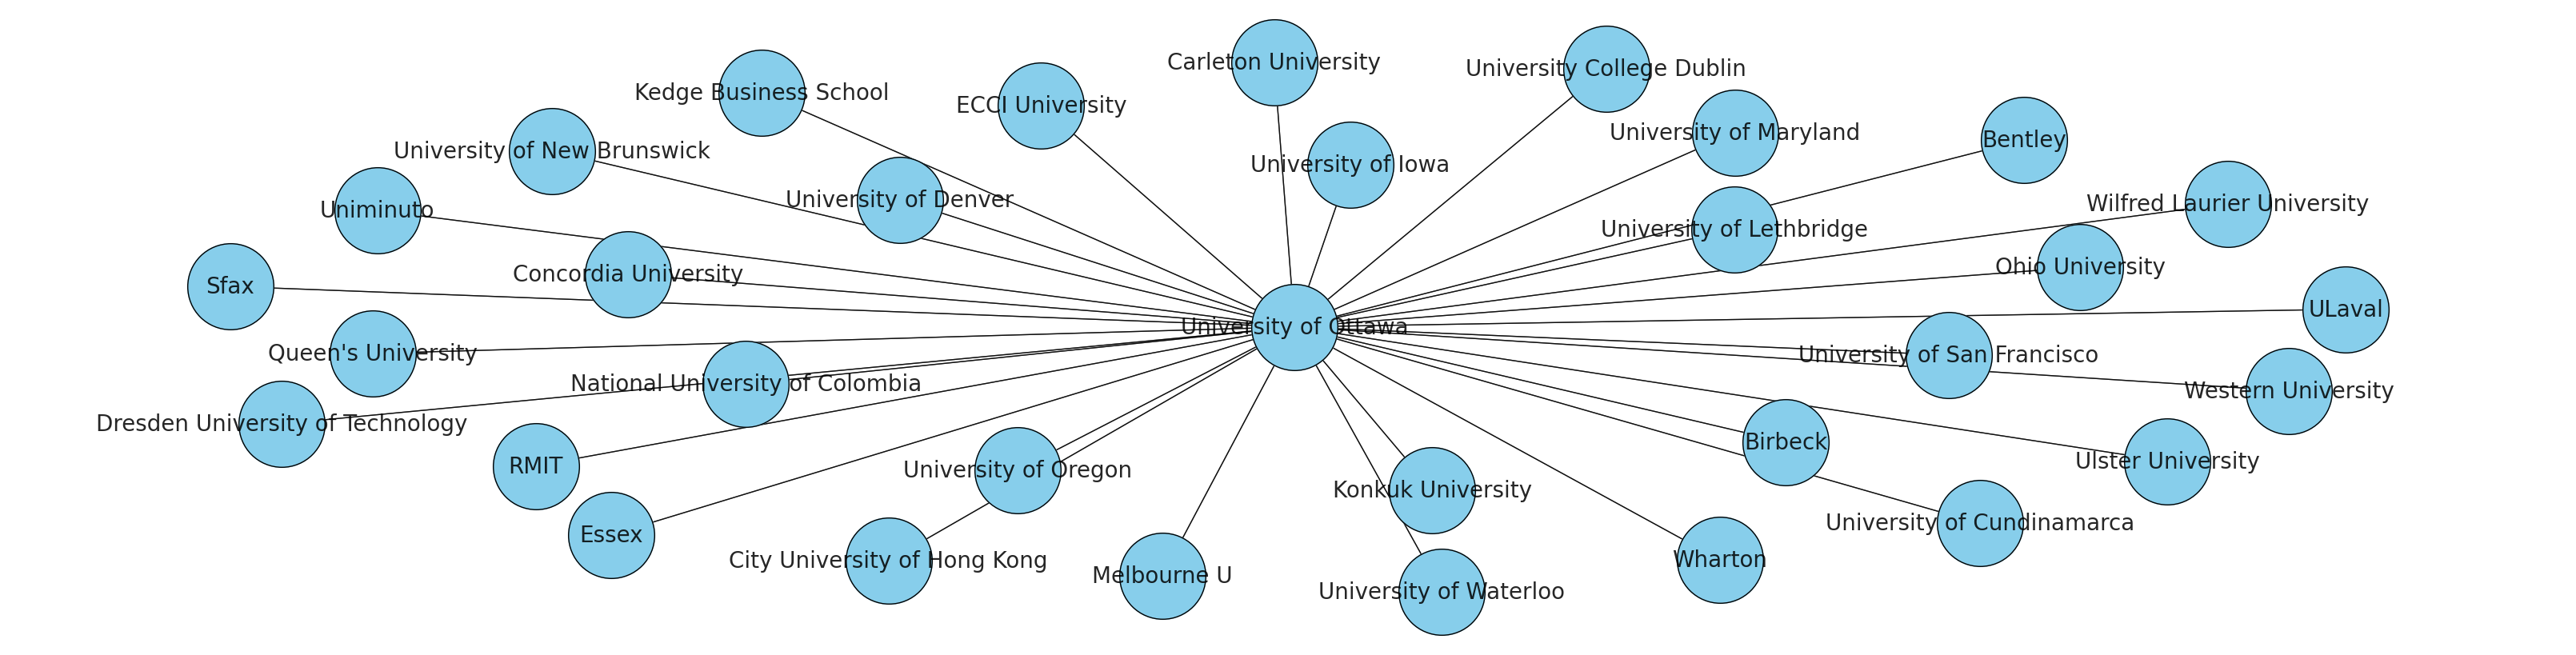 Carleton University
University College Dublin
Kedge Business School
ECCI University
University of Maryland
Bentley
University of New Brunswick
University of Iowa
University of Denver
Wilfred Laurier University
Uniminuto
University of Lethbridge
Concordia University
Ohio University
Sfax
ULaval
University of Ottawa
Queen's University
University of San Francisco
National University of Colombia
Western University
Dresden University of Technology
Birbeck
RMIT
University of Oregon
Ulster University
Konkuk University
Essex
University of Cundinamarca
City University of Hong Kong
Wharton
Melbourne U
University of Waterloo